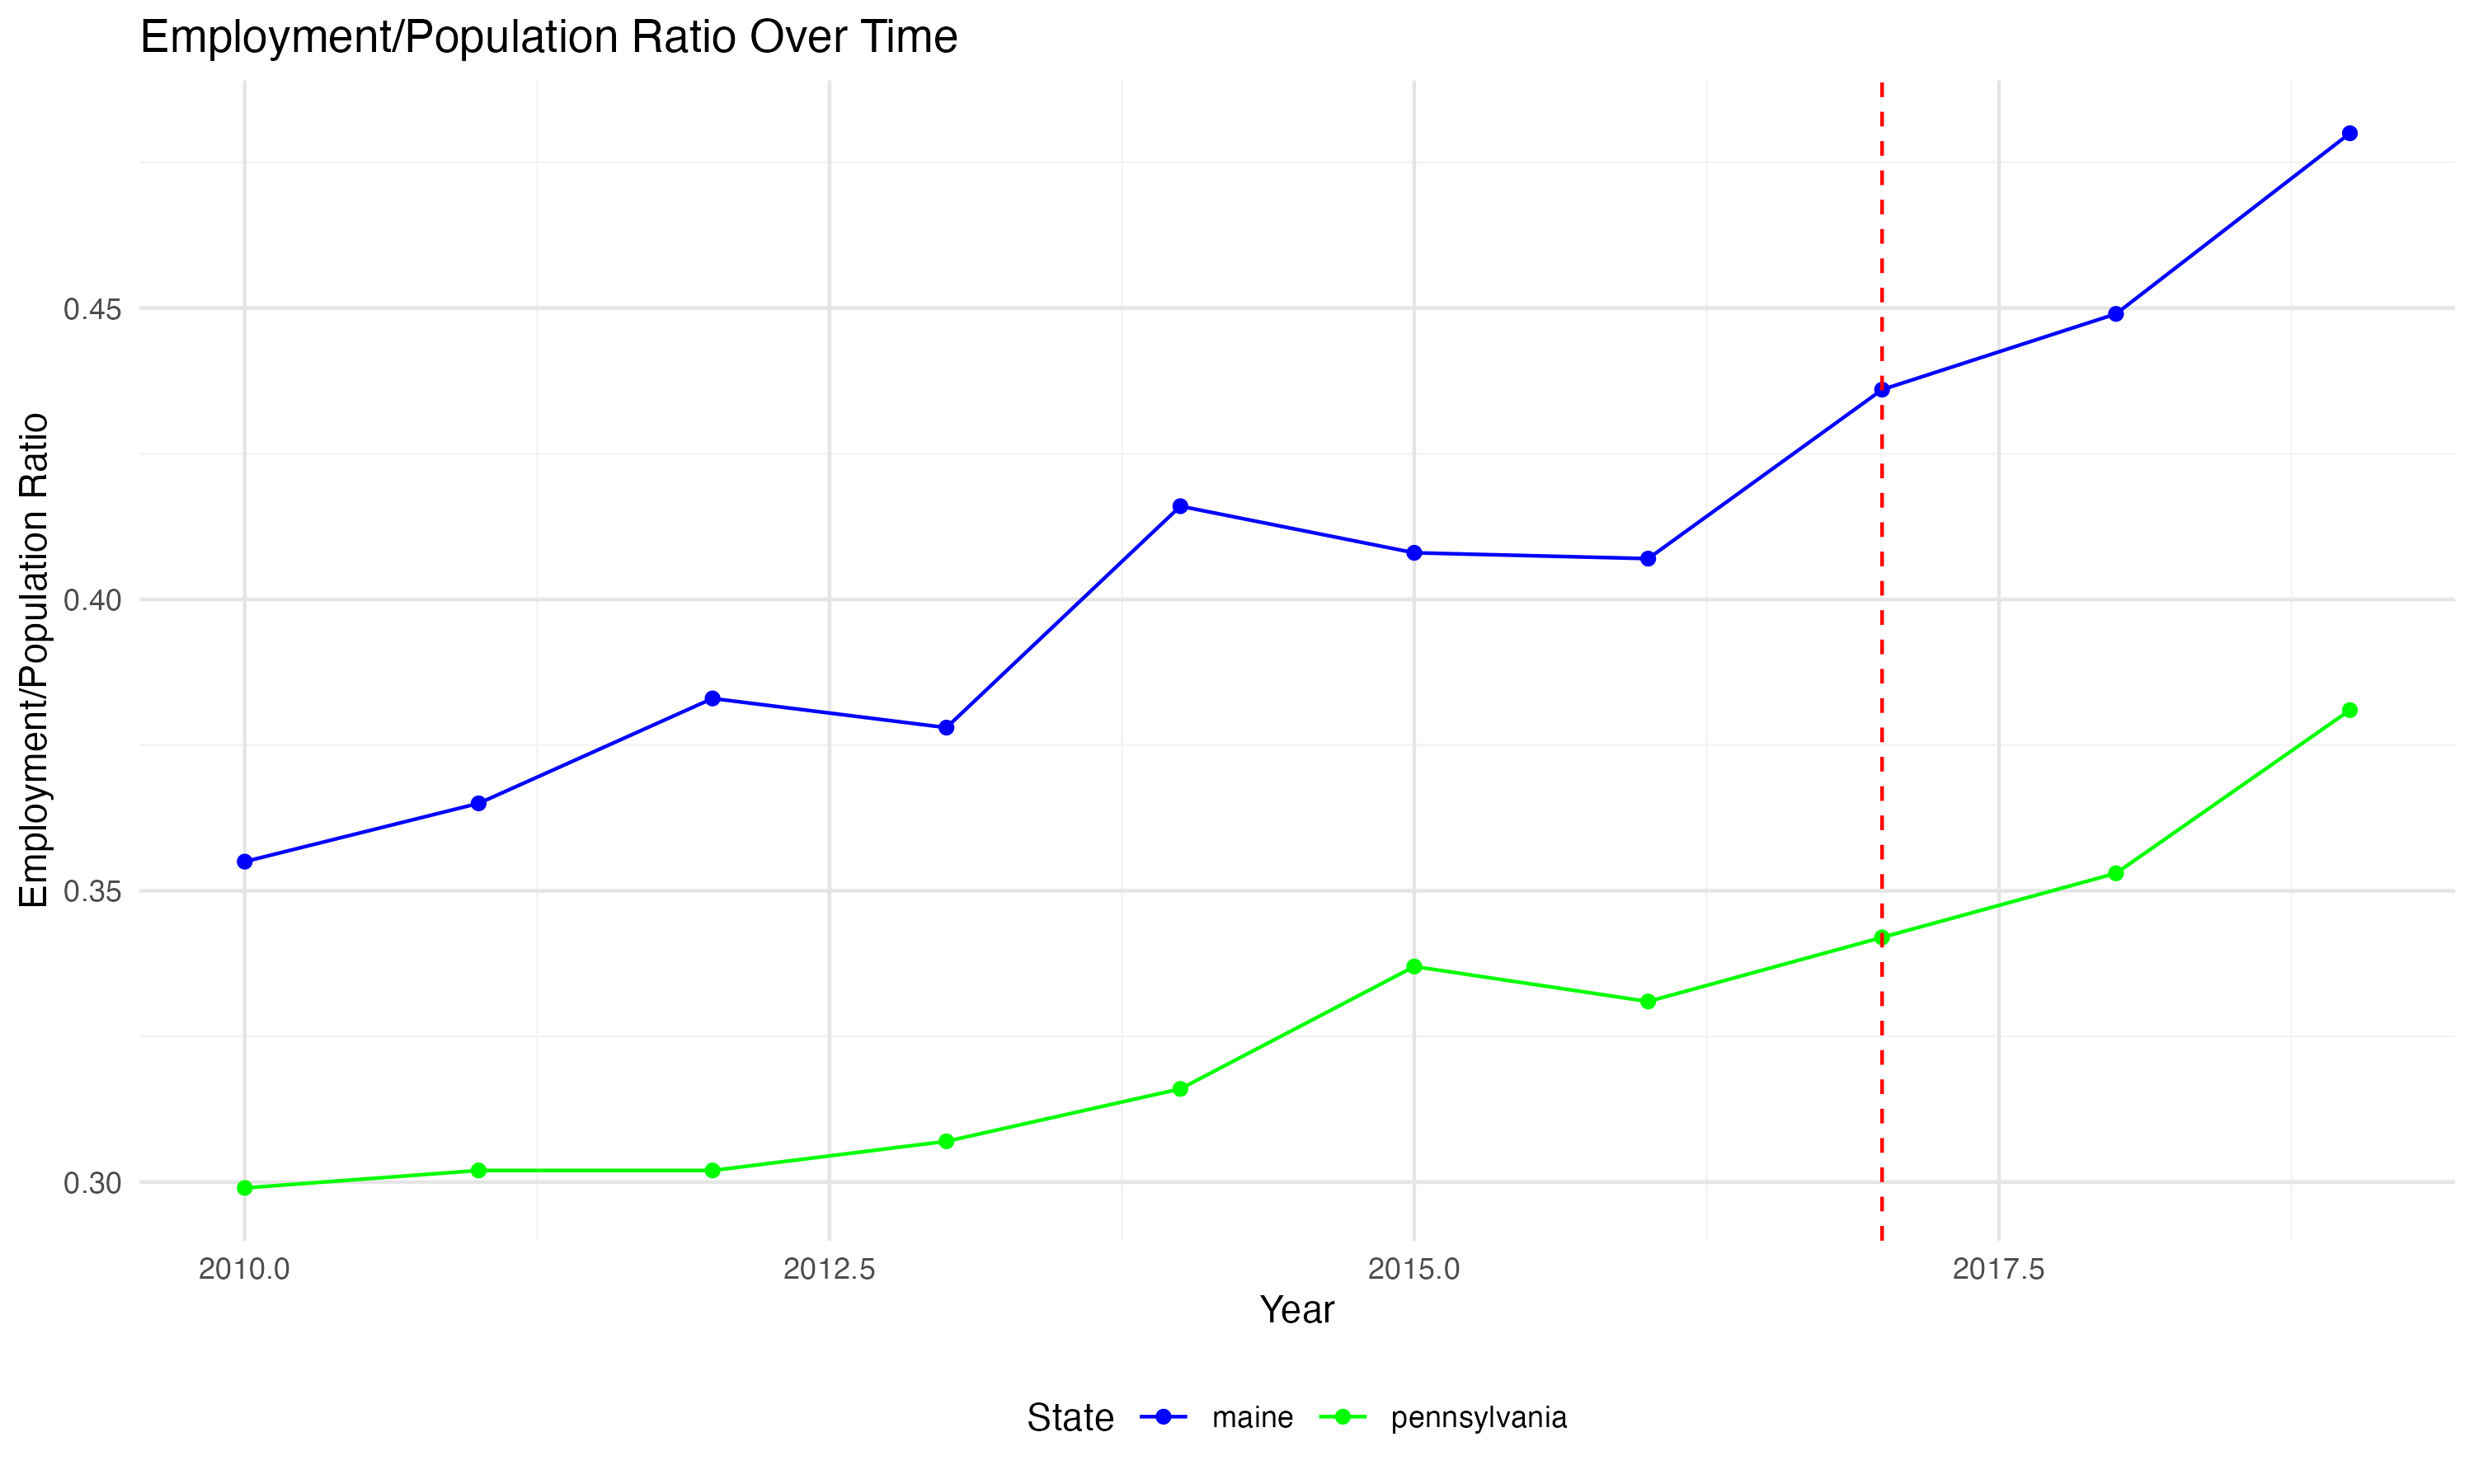 Employment/Population Ratio Over Time
Employment/Population Ratio
0.45
0.40
0.35
0.30
2010.0 2012.5 2015.0 2017.5
Year
State maine pennsylvania